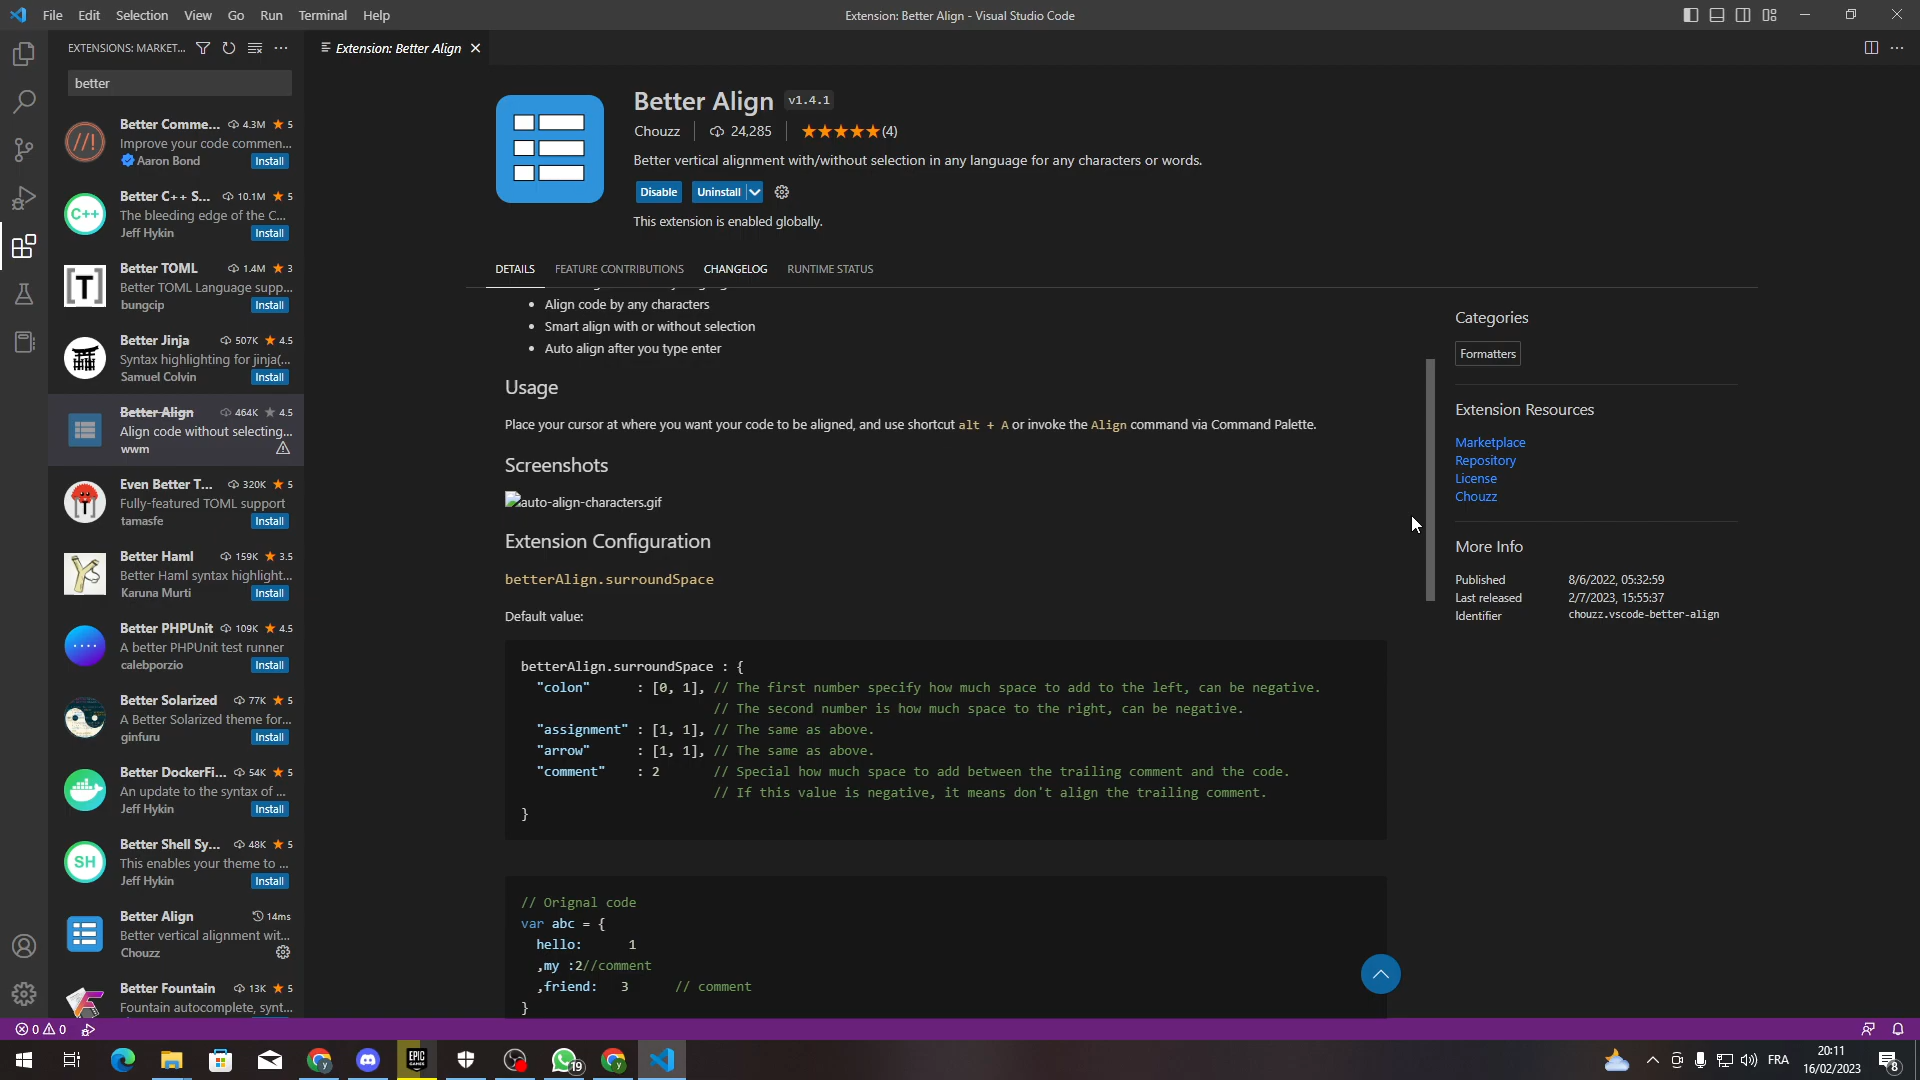 File Edit Selection View Go Run Terminal Help
Extension: Better Align - Visual Studio Code
EXTENSIONS: MARKET...
Extension: Better Align
better
Better Comme... 4.3M 5
Improve your code commen...
Aaron Bond Install
Better C++ S... 10.1M 5
The bleeding edge of the C...
Jeff Hykin Install
Better TOML 1.4M 3
Better TOML Language supp...
bungcip Install
Better Jinja 507K 4.5
Syntax highlighting for jinja(...
Samuel Colvin Install
Better Align 464K 4.5
Align code without selecting...
wwm
Even Better T... 320K 5
Fully-featured TOML support
tamasfe Install
Better Haml 159K 3.5
Better Haml syntax highlight...
Karuna Murti Install
Better PHPUnit 109K 4.5
A better PHPUnit test runner
calebporzio Install
Better Solarized 77K 5
A Better Solarized theme for...
ginfuru Install
Better DockerFi... 54K 5
An update to the syntax of ...
Jeff Hykin Install
Better Shell Sy... 48K 5
This enables your theme to ...
Jeff Hykin Install
Better Align 14ms
Better vertical alignment wit...
Chouzz
Better Fountain 13K 5
Fountain autocomplete, synt...
//!
C++
[T]
SH
Better Align v1.4.1
Chouzz 24,285 (4)
Better vertical alignment with/without selection in any language for any characters or words.
Disable Uninstall
This extension is enabled globally.
DETAILS FEATURE CONTRIBUTIONS CHANGELOG RUNTIME STATUS
• Align code by any characters
• Smart align with or without selection
• Auto align after you type enter
Usage
Place your cursor at where you want your code to be aligned, and use shortcut alt + A or invoke the Align command via Command Palette.
Screenshots
auto-align-characters.gif
Extension Configuration
betterAlign.surroundSpace
Default value:
betterAlign.surroundSpace : {
"colon" : [0, 1], // The first number specify how much space to add to the left, can be negative.
// The second number is how much space to the right, can be negative.
"assignment" : [1, 1], // The same as above.
"arrow" : [1, 1], // The same as above.
"comment" : 2 // Special how much space to add between the trailing comment and the code.
// If this value is negative, it means don't align the trailing comment.
}
// Orignal code
var abc = {
hello: 1
,my :2//comment
,friend: 3 // comment
}
Categories
Formatters
Extension Resources
Marketplace
Repository
License
Chouzz
More Info
Published 8/6/2022, 05:32:59
Last released 2/7/2023, 15:55:37
Identifier chouzz.vscode-better-align
0 0
EPIC GAMES
19
FRA
20:11
16/02/2023
8